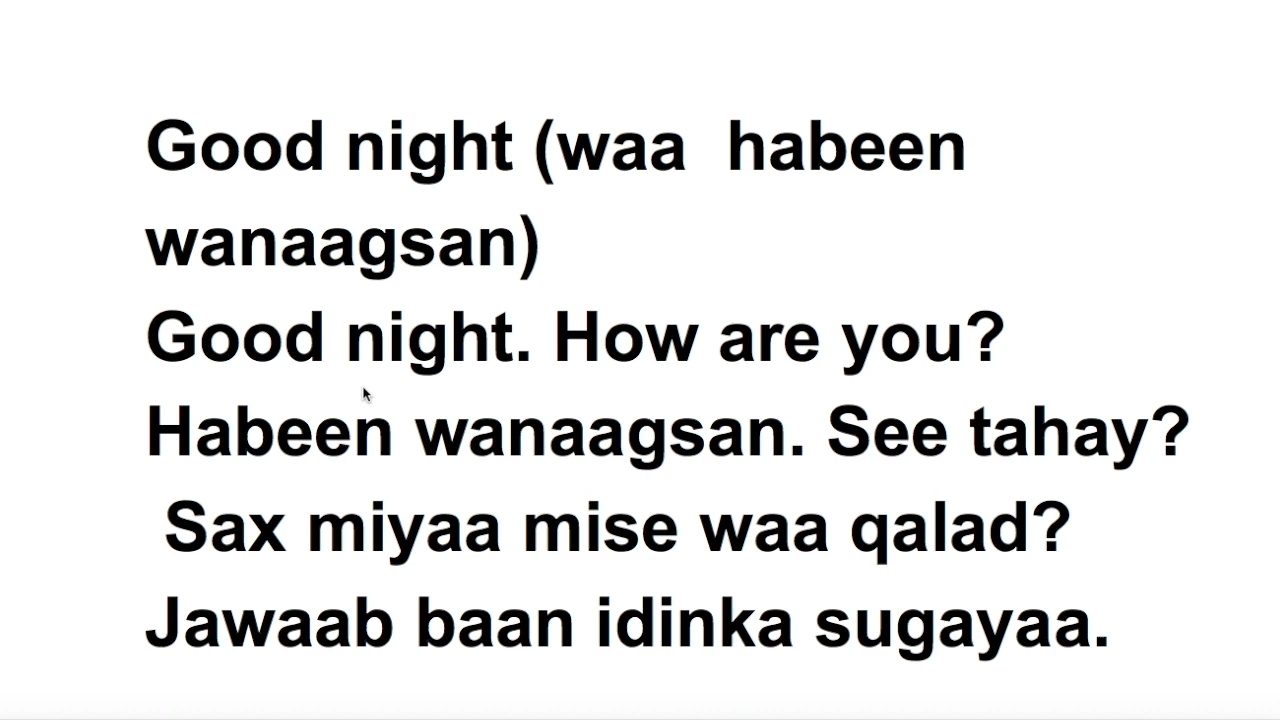 Good night (waa  habeen
wanaagsan)
Good night. How are you?
Habeen wanaagsan. See tahay?
Sax miyaa mise waa qalad?
Jawaab baan idinka sugayaa.